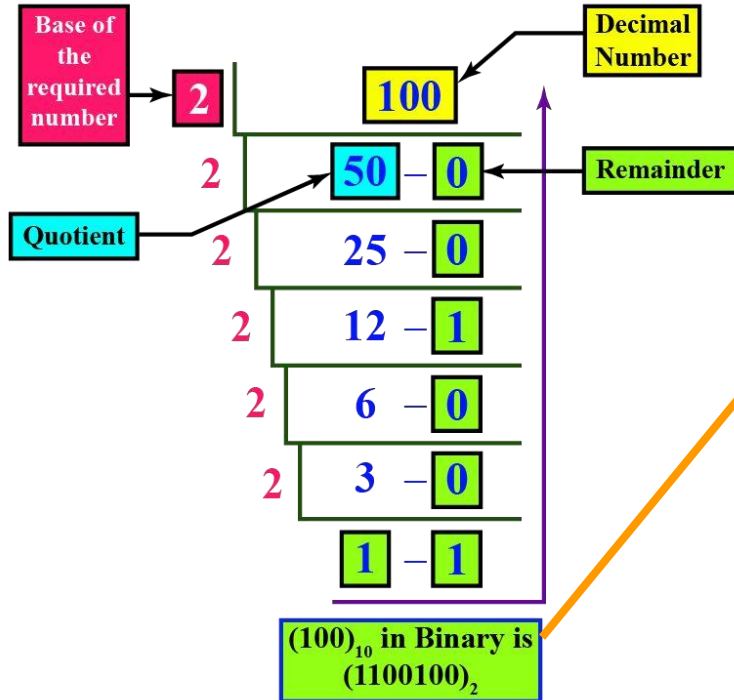 Base of
the
required
number
Decimal
Number
2 100
2 50 – 0
Remainder
Quotient
2 25 – 0
2 12 – 1
2 6 – 0
2 3 – 0
1 – 1
(100)₁₀ in Binary is
(1100100)₂